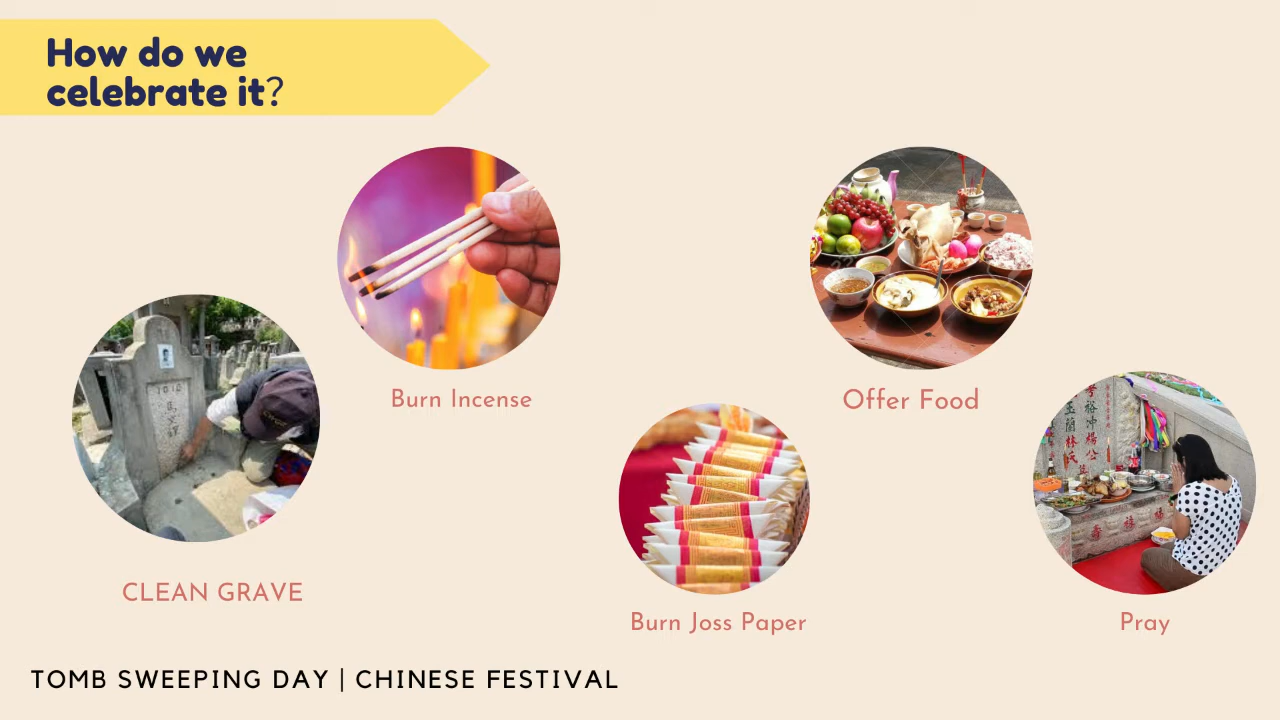 How do we
celebrate it?
Burn Incense
Offer Food
CLEAN GRAVE
Burn Joss Paper
Pray
TOMB SWEEPING DAY | CHINESE FESTIVAL